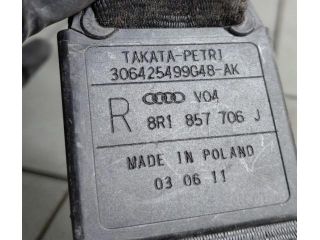 TAKATA-PETRI
306425499G48-AK
R V04
8R1 857 706 J
MADE IN POLAND
03 06 11